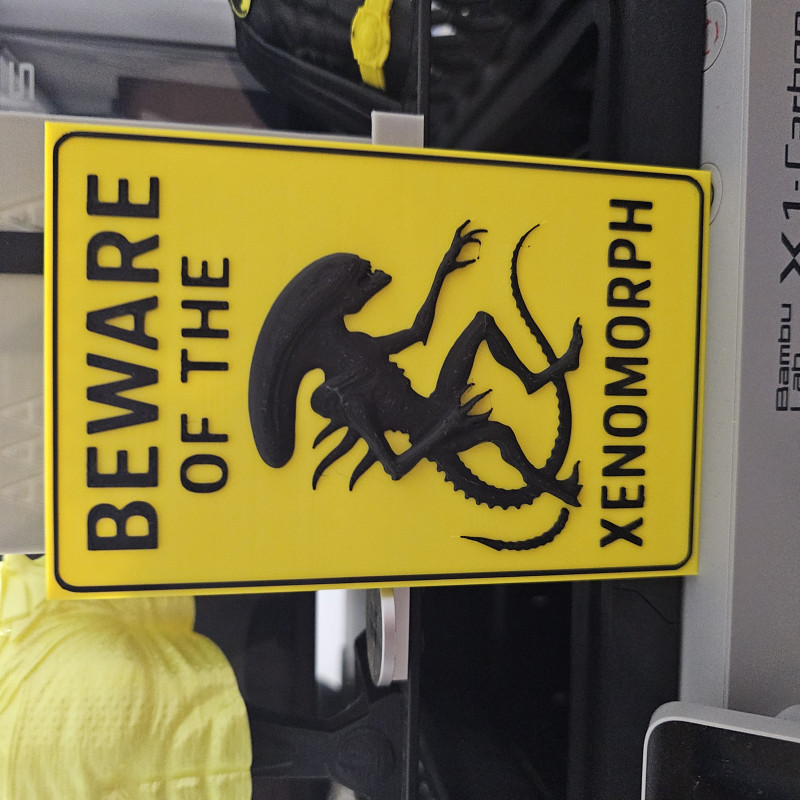 BEWARE
OF THE
XENOMORPH
Bambu
Lab
X1-Carbon